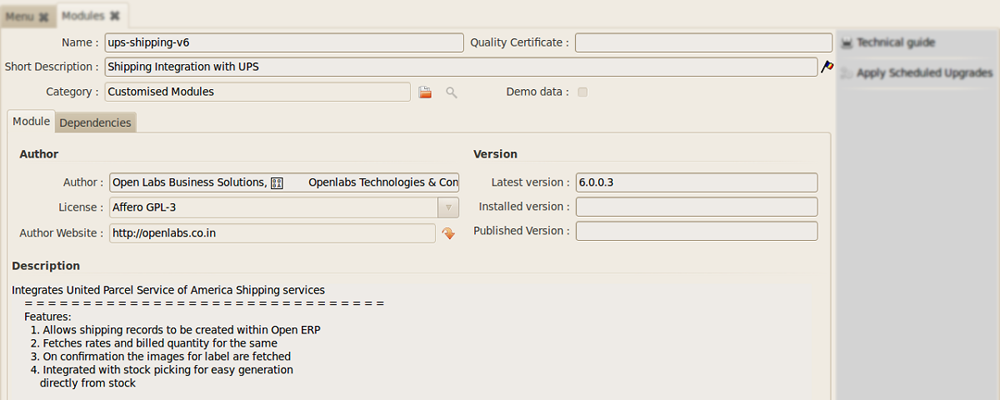 Menu Modules
Name : ups-shipping-v6 Quality Certificate :
Technical guide
Short Description : Shipping Integration with UPS
Apply Scheduled Upgrades
Category : Customised Modules Demo data :
Module Dependencies
Author Version
Author : Open Labs Business Solutions, Openlabs Technologies & Con Latest version : 6.0.0.3
License : Affero GPL-3 Installed version :
Author Website : http://openlabs.co.in Published Version :
Description
Integrates United Parcel Service of America Shipping services
= = = = = = = = = = = = = = = = = = = = = = = = = = = = = = =
Features:
1. Allows shipping records to be created within Open ERP
2. Fetches rates and billed quantity for the same
3. On confirmation the images for label are fetched
4. Integrated with stock picking for easy generation
directly from stock